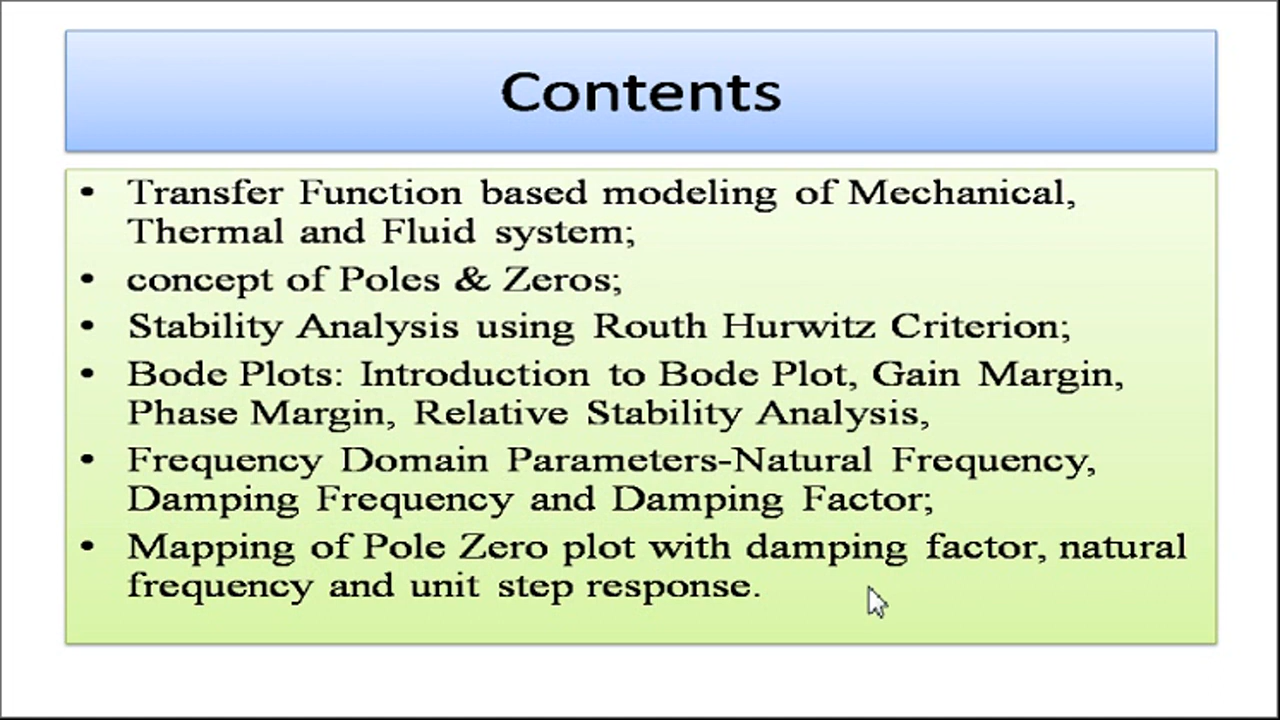 Contents
• Transfer Function based modeling of Mechanical,
Thermal and Fluid system;
• concept of Poles & Zeros;
• Stability Analysis using Routh Hurwitz Criterion;
• Bode Plots: Introduction to Bode Plot, Gain Margin,
Phase Margin, Relative Stability Analysis,
• Frequency Domain Parameters-Natural Frequency,
Damping Frequency and Damping Factor;
• Mapping of Pole Zero plot with damping factor, natural
frequency and unit step response.